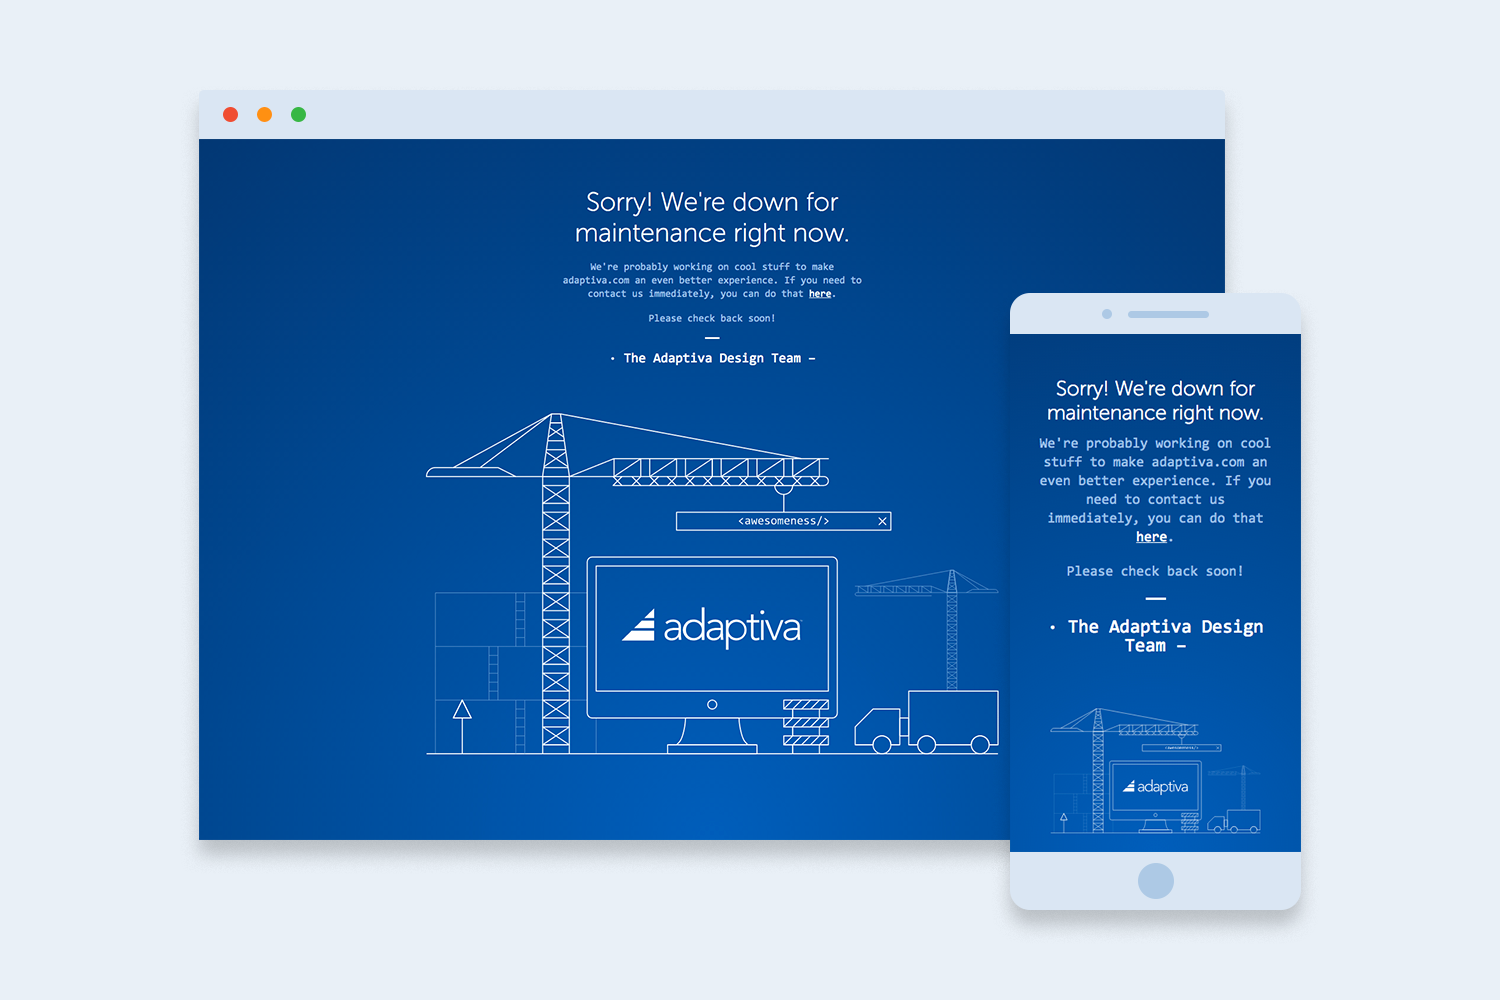 Sorry! We're down for
maintenance right now.
We're probably working on cool stuff to make
adaptiva.com an even better experience. If you need to
contact us immediately, you can do that here.
Please check back soon!
• The Adaptiva Design Team –
<awesomeness/>
adaptiva
Sorry! We're down for
maintenance right now.
We're probably working on cool
stuff to make adaptiva.com an
even better experience. If you
need to contact us
immediately, you can do that
here.
Please check back soon!
• The Adaptiva Design
Team –
<awesomeness/>
adaptiva